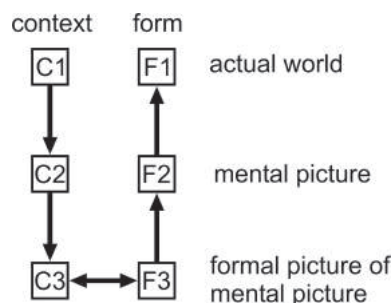 context form
C1 F1 actual world
C2 F2 mental picture
C3 F3 formal picture of
mental picture